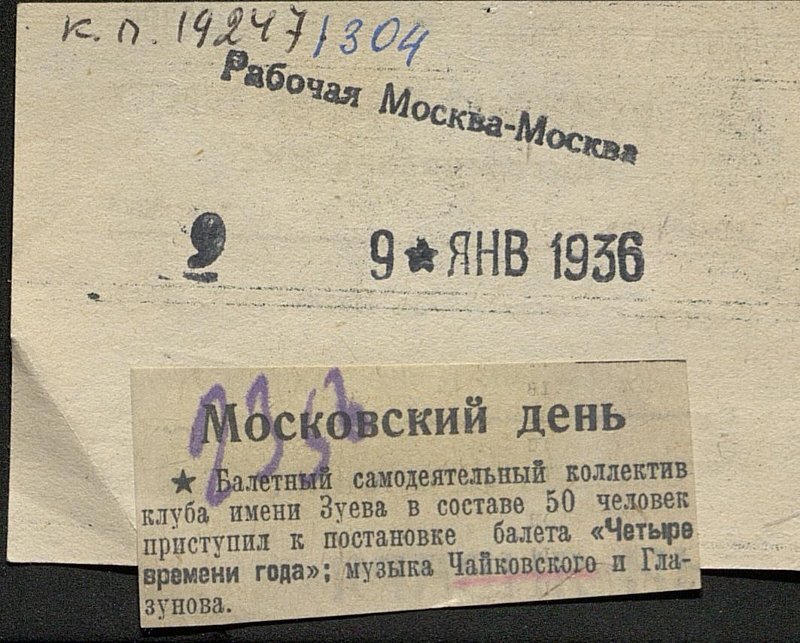 к.п. 19247/304
Рабочая Москва-Москва
9 9★ЯНВ 1936
Московский день
★ Балетный самодеятельный коллектив
клуба имени Зуева в составе 50 человек
приступил к постановке балета «Четыре
времени года»; музыка Чайковского и Гла-
зунова.